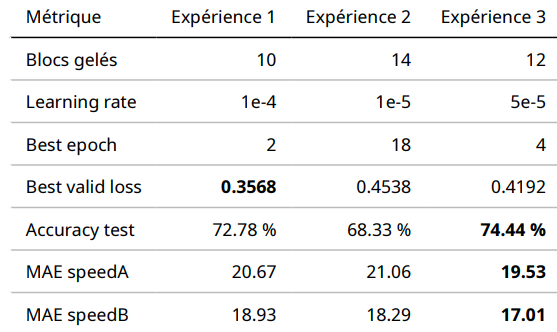 Métrique Expérience 1 Expérience 2 Expérience 3
Blocs gelés 10 14 12
Learning rate 1e-4 1e-5 5e-5
Best epoch 2 18 4
Best valid loss 0.3568 0.4538 0.4192
Accuracy test 72.78 % 68.33 % 74.44 %
MAE speedA 20.67 21.06 19.53
MAE speedB 18.93 18.29 17.01